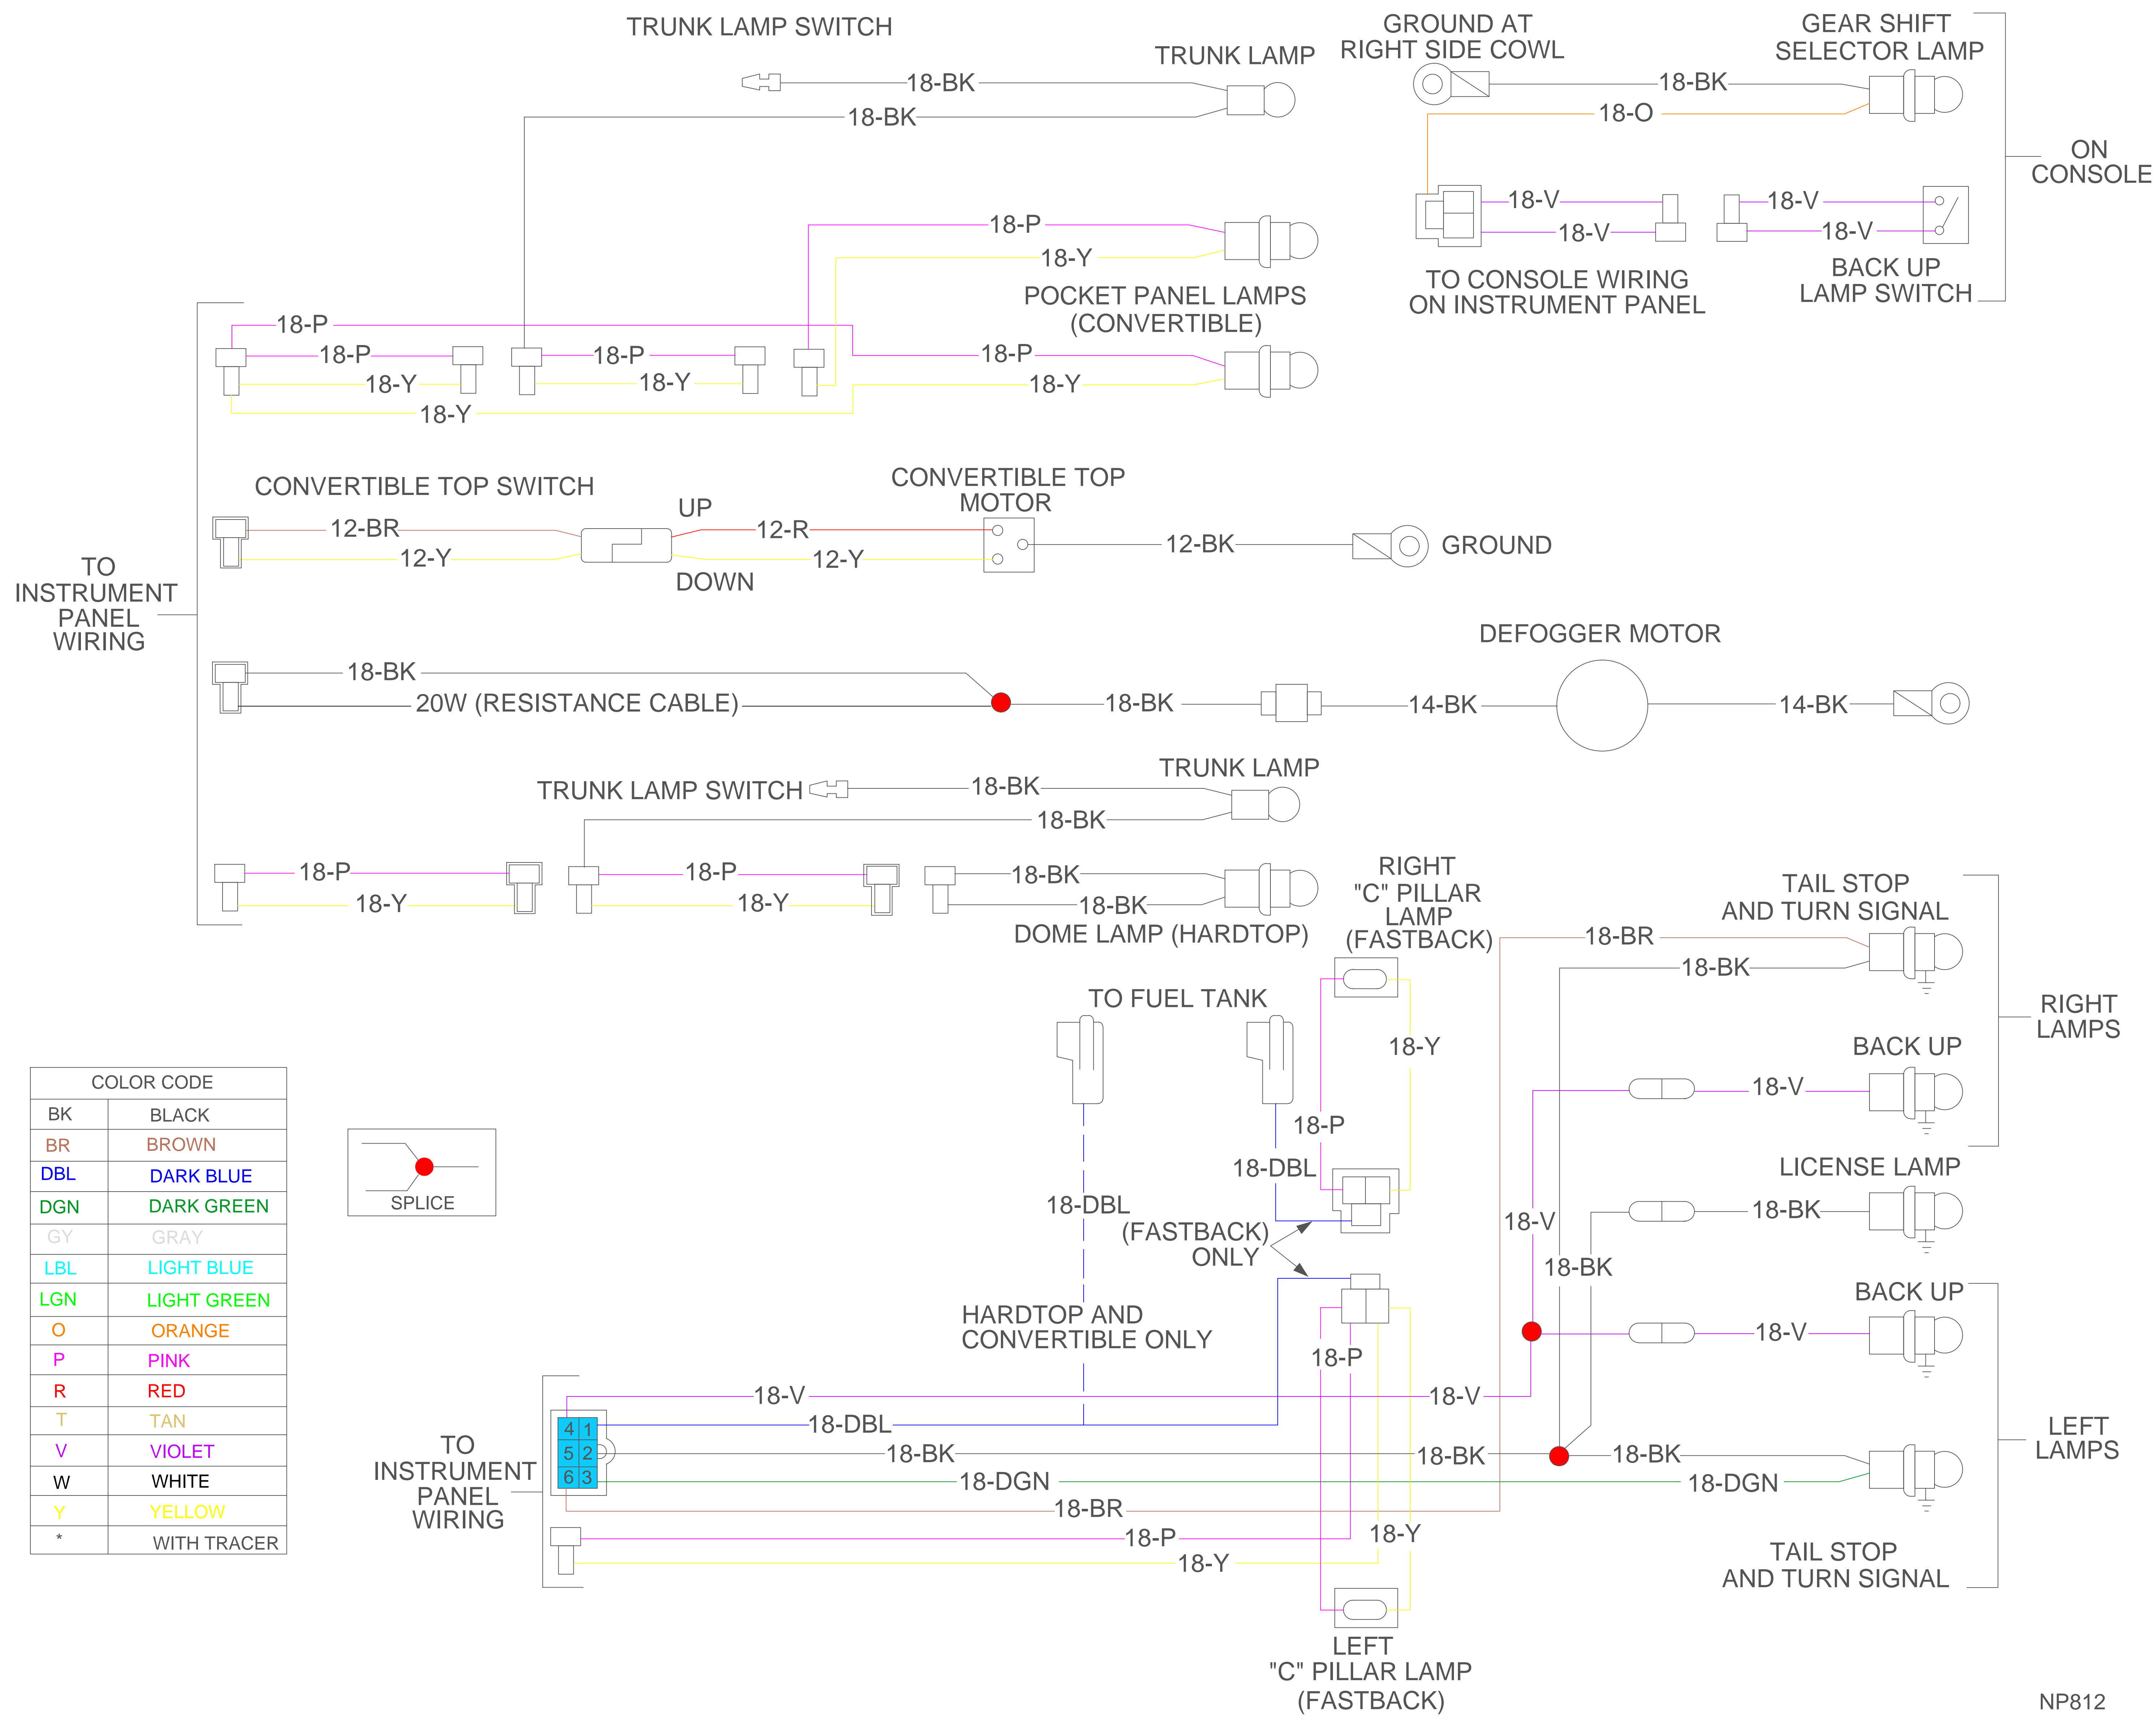 TRUNK LAMP SWITCH
TRUNK LAMP
18-BK
18-BK
GROUND AT
RIGHT SIDE COWL
GEAR SHIFT
SELECTOR LAMP
18-BK
18-O
ON
CONSOLE
18-V
18-V
18-V
18-V
TO CONSOLE WIRING
ON INSTRUMENT PANEL
BACK UP
LAMP SWITCH
18-P
18-Y
POCKET PANEL LAMPS
(CONVERTIBLE)
18-P
18-P
18-P
18-P
18-Y
18-Y
18-Y
18-Y
CONVERTIBLE TOP SWITCH
UP
CONVERTIBLE TOP
MOTOR
12-BR
12-R
12-Y
12-Y
DOWN
12-BK
GROUND
TO
INSTRUMENT
PANEL
WIRING
DEFOGGER MOTOR
18-BK
20W (RESISTANCE CABLE)
18-BK
14-BK
14-BK
TRUNK LAMP
TRUNK LAMP SWITCH
18-BK
18-BK
18-P
18-P
18-BK
18-Y
18-Y
18-BK
DOME LAMP (HARDTOP)
RIGHT
"C" PILLAR
LAMP
(FASTBACK)
TAIL STOP
AND TURN SIGNAL
18-BR
18-BK
TO FUEL TANK
18-Y
RIGHT
LAMPS
BACK UP
18-V
18-P
18-DBL
18-DBL
LICENSE LAMP
18-BK
18-V
18-BK
(FASTBACK)
ONLY
HARDTOP AND
CONVERTIBLE ONLY
BACK UP
18-V
18-P
COLOR CODE
BK BLACK
BR BROWN
DBL DARK BLUE
DGN DARK GREEN
GY GRAY
LBL LIGHT BLUE
LGN LIGHT GREEN
O ORANGE
P PINK
R RED
T TAN
V VIOLET
W WHITE
Y YELLOW
* WITH TRACER
SPLICE
18-V
18-V
18-DBL
18-BK
18-BK
18-BK
18-DGN
18-DGN
18-BR
18-P
18-Y
18-Y
4 1
5 2
6 3
TO
INSTRUMENT
PANEL
WIRING
LEFT
LAMPS
TAIL STOP
AND TURN SIGNAL
LEFT
"C" PILLAR LAMP
(FASTBACK)
NP812